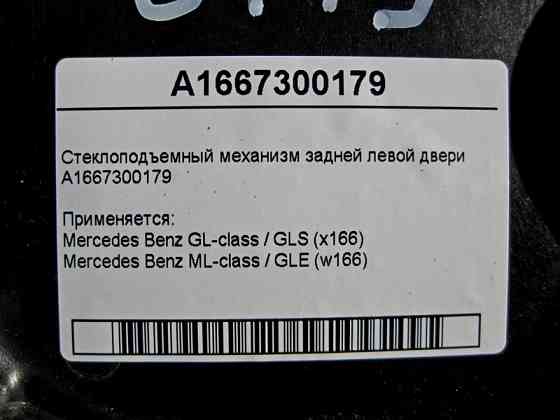 A1667300179
Стеклоподъемный механизм задней левой двери
A1667300179
Применяется:
Mercedes Benz GL-class / GLS (x166)
Mercedes Benz ML-class / GLE (w166)